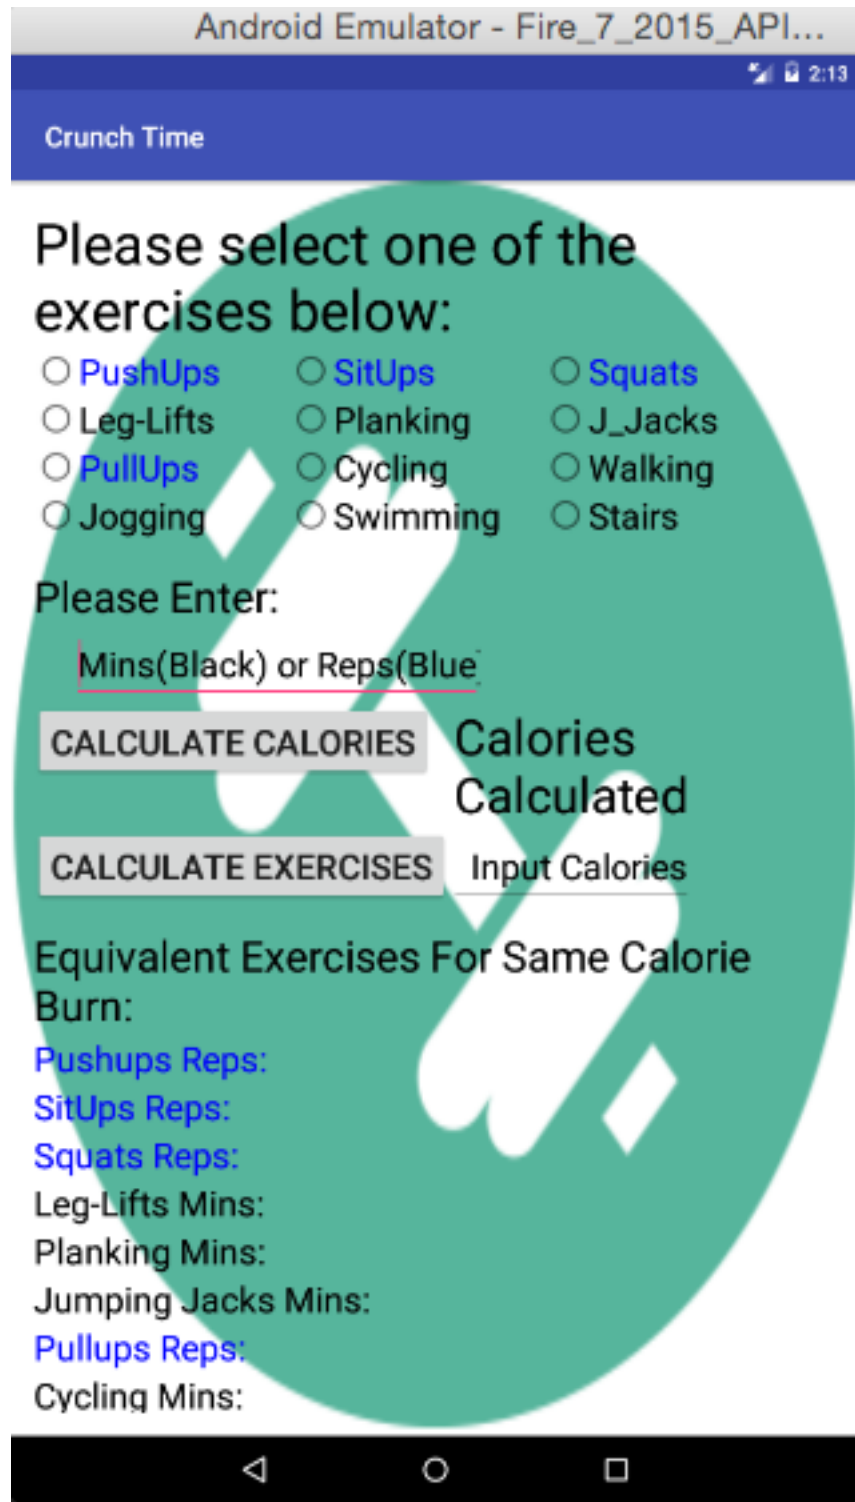 Android Emulator - Fire_7_2015_API...
2:13
Crunch Time
Please select one of the
exercises below:
PushUps SitUps Squats
Leg-Lifts Planking J_Jacks
PullUps Cycling Walking
Jogging Swimming Stairs
Please Enter:
Mins(Black) or Reps(Blue
CALCULATE CALORIES Calories
Calculated
CALCULATE EXERCISES Input Calories
Equivalent Exercises For Same Calorie
Burn:
Pushups Reps:
SitUps Reps:
Squats Reps:
Leg-Lifts Mins:
Planking Mins:
Jumping Jacks Mins:
Pullups Reps:
Cycling Mins: